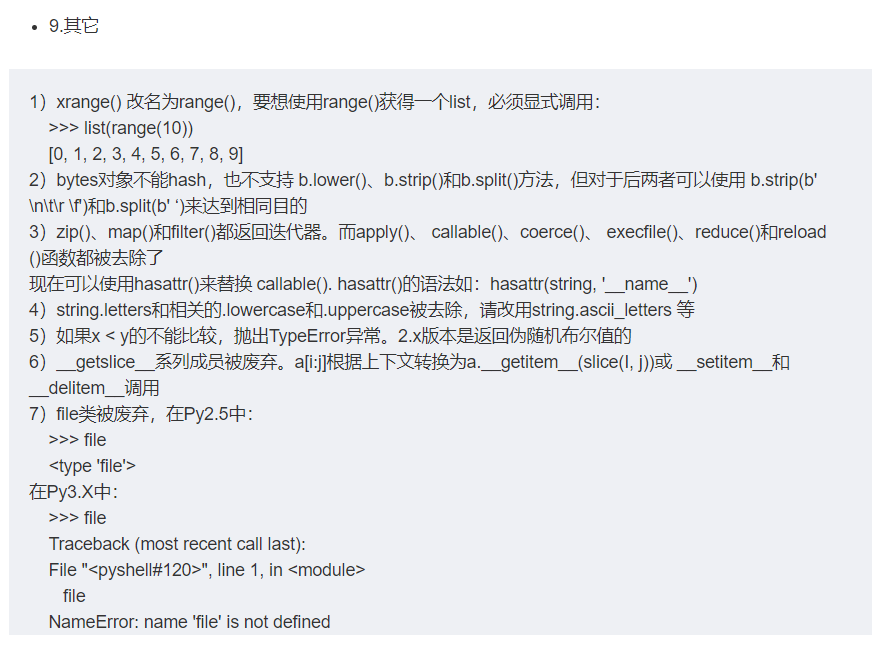 9.其它
1）xrange() 改名为range()，要想使用range()获得一个list，必须显式调用：
>>> list(range(10))
[0, 1, 2, 3, 4, 5, 6, 7, 8, 9]
2）bytes对象不能hash，也不支持 b.lower()、b.strip()和b.split()方法，但对于后两者可以使用 b.strip(b'
\n\t\r \f')和b.split(b' ‘)来达到相同目的
3）zip()、map()和filter()都返回迭代器。而apply()、 callable()、coerce()、 execfile()、reduce()和reload
()函数都被去除了
现在可以使用hasattr()来替换 callable(). hasattr()的语法如：hasattr(string, '__name__')
4）string.letters和相关的.lowercase和.uppercase被去除，请改用string.ascii_letters 等
5）如果x < y的不能比较，抛出TypeError异常。2.x版本是返回伪随机布尔值的
6）__getslice__系列成员被废弃。a[i:j]根据上下文转换为a.__getitem__(slice(I, j))或 __setitem__和
__delitem__调用
7）file类被废弃，在Py2.5中：
>>> file
<type 'file'>
在Py3.X中：
>>> file
Traceback (most recent call last):
File "<pyshell#120>", line 1, in <module>
file
NameError: name 'file' is not defined